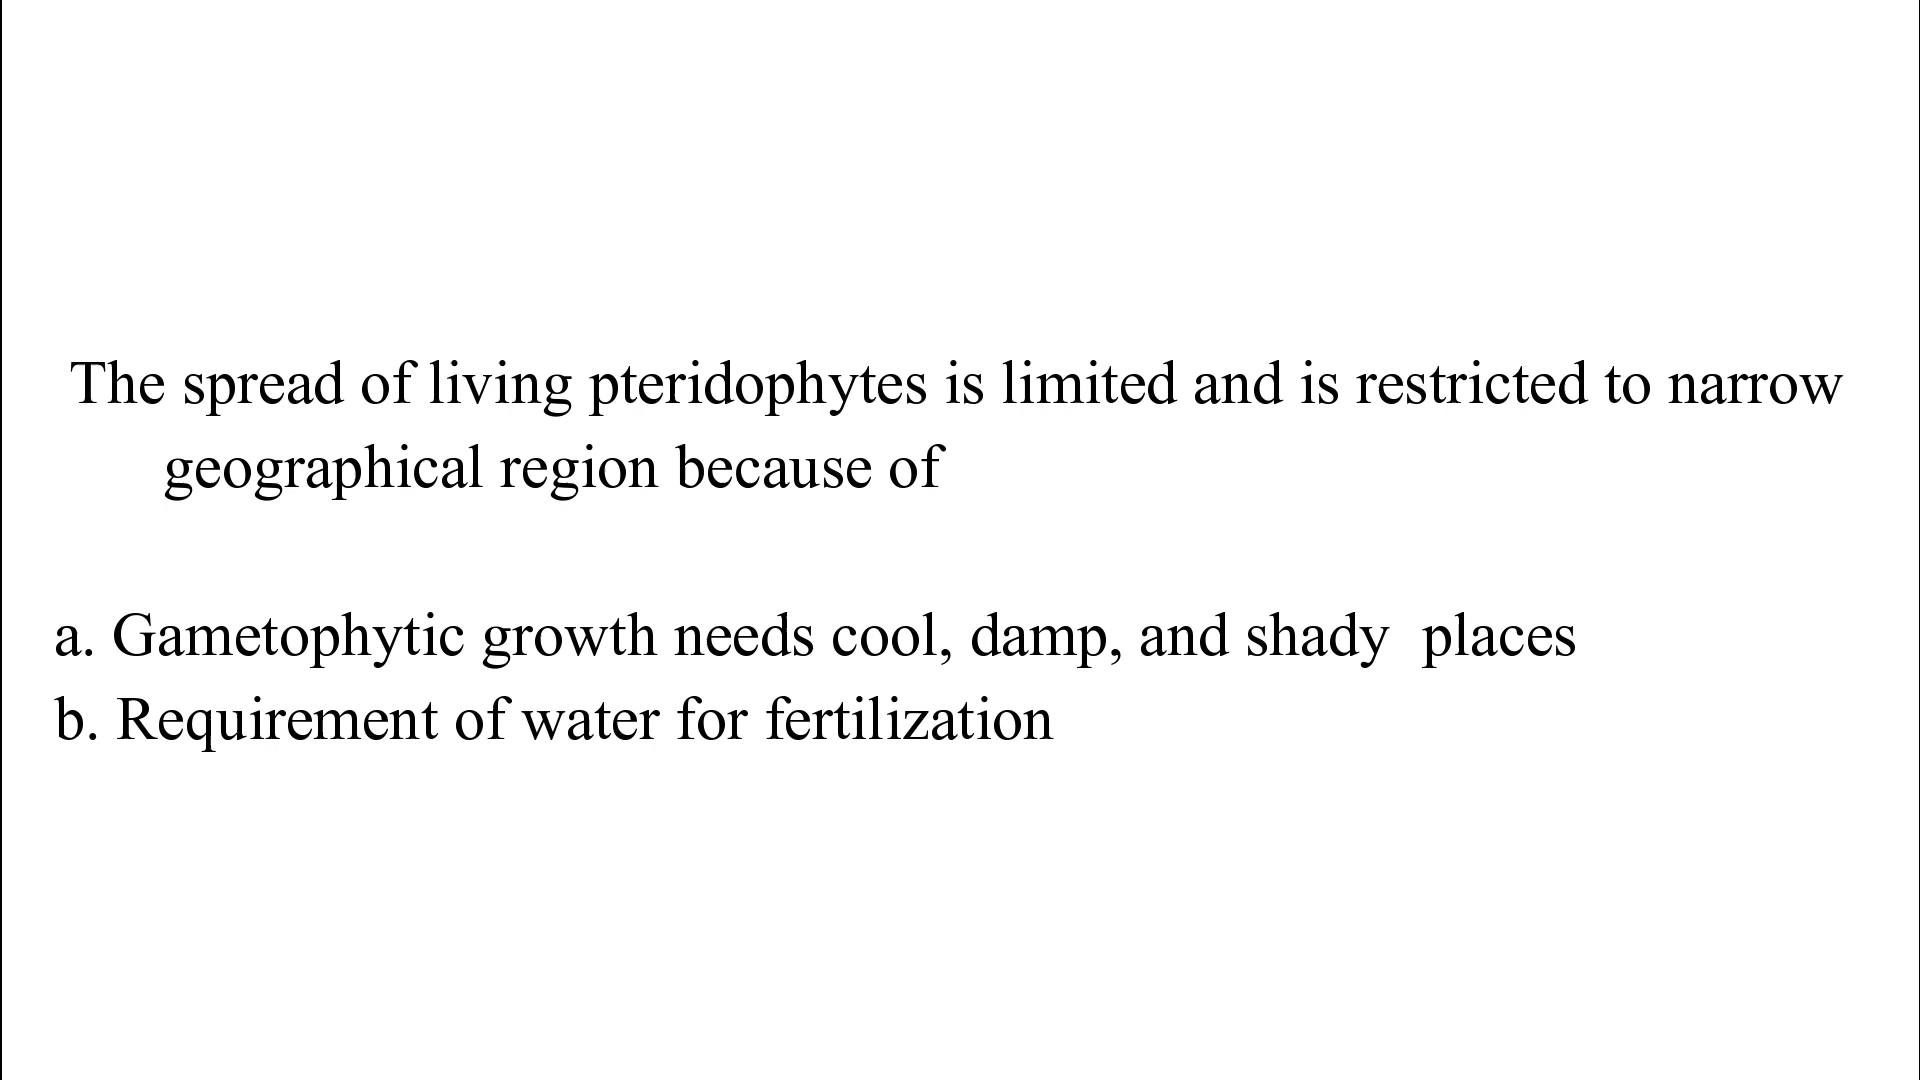 The spread of living pteridophytes is limited and is restricted to narrow
geographical region because of
a. Gametophytic growth needs cool, damp, and shady  places
b. Requirement of water for fertilization